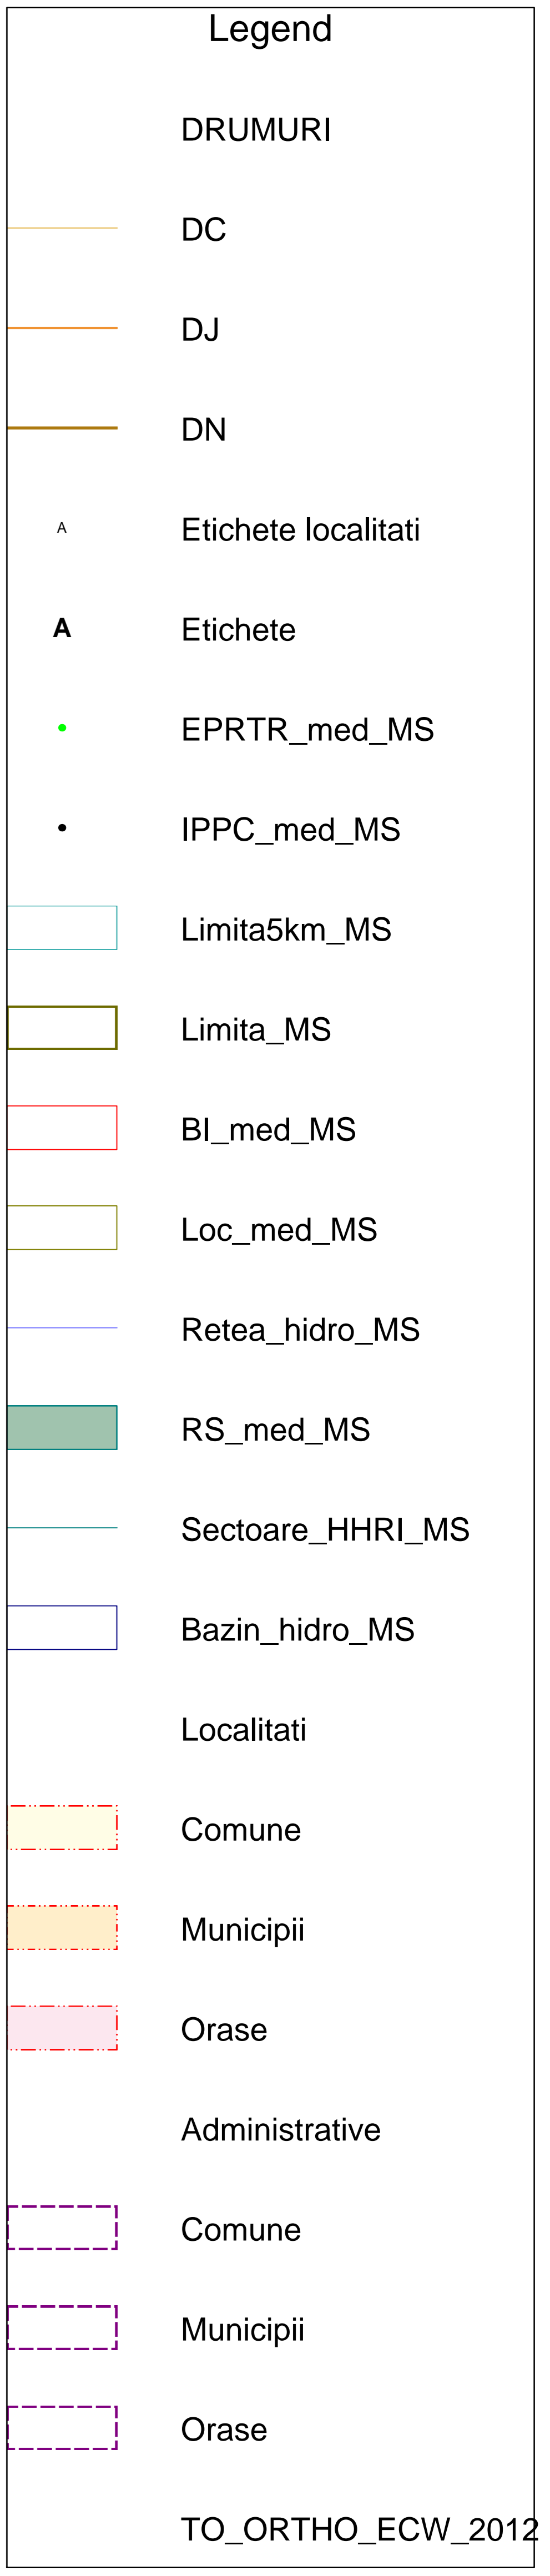 Legend
DRUMURI
DC
DJ
DN
A Etichete localitati
A Etichete
EPRTR_med_MS
IPPC_med_MS
Limita5km_MS
Limita_MS
BI_med_MS
Loc_med_MS
Retea_hidro_MS
RS_med_MS
Sectoare_HHRI_MS
Bazin_hidro_MS
Localitati
Comune
Municipii
Orase
Administrative
Comune
Municipii
Orase
TO_ORTHO_ECW_2012